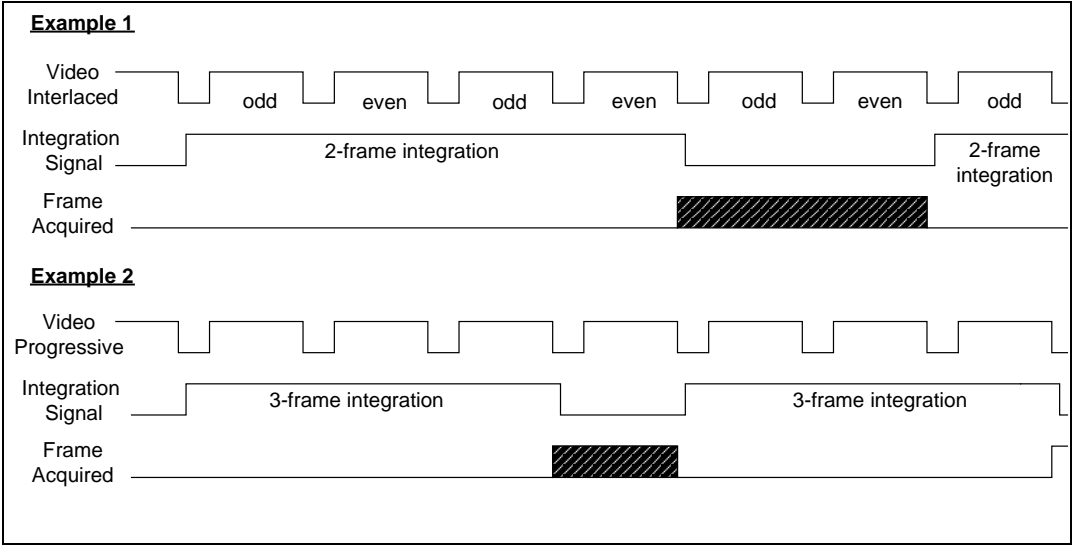 Example 1
Video
Interlaced
odd even odd even odd even odd
Integration
Signal
2-frame integration
2-frame
integration
Frame
Acquired
Example 2
Video
Progressive
Integration
Signal
3-frame integration
3-frame integration
Frame
Acquired